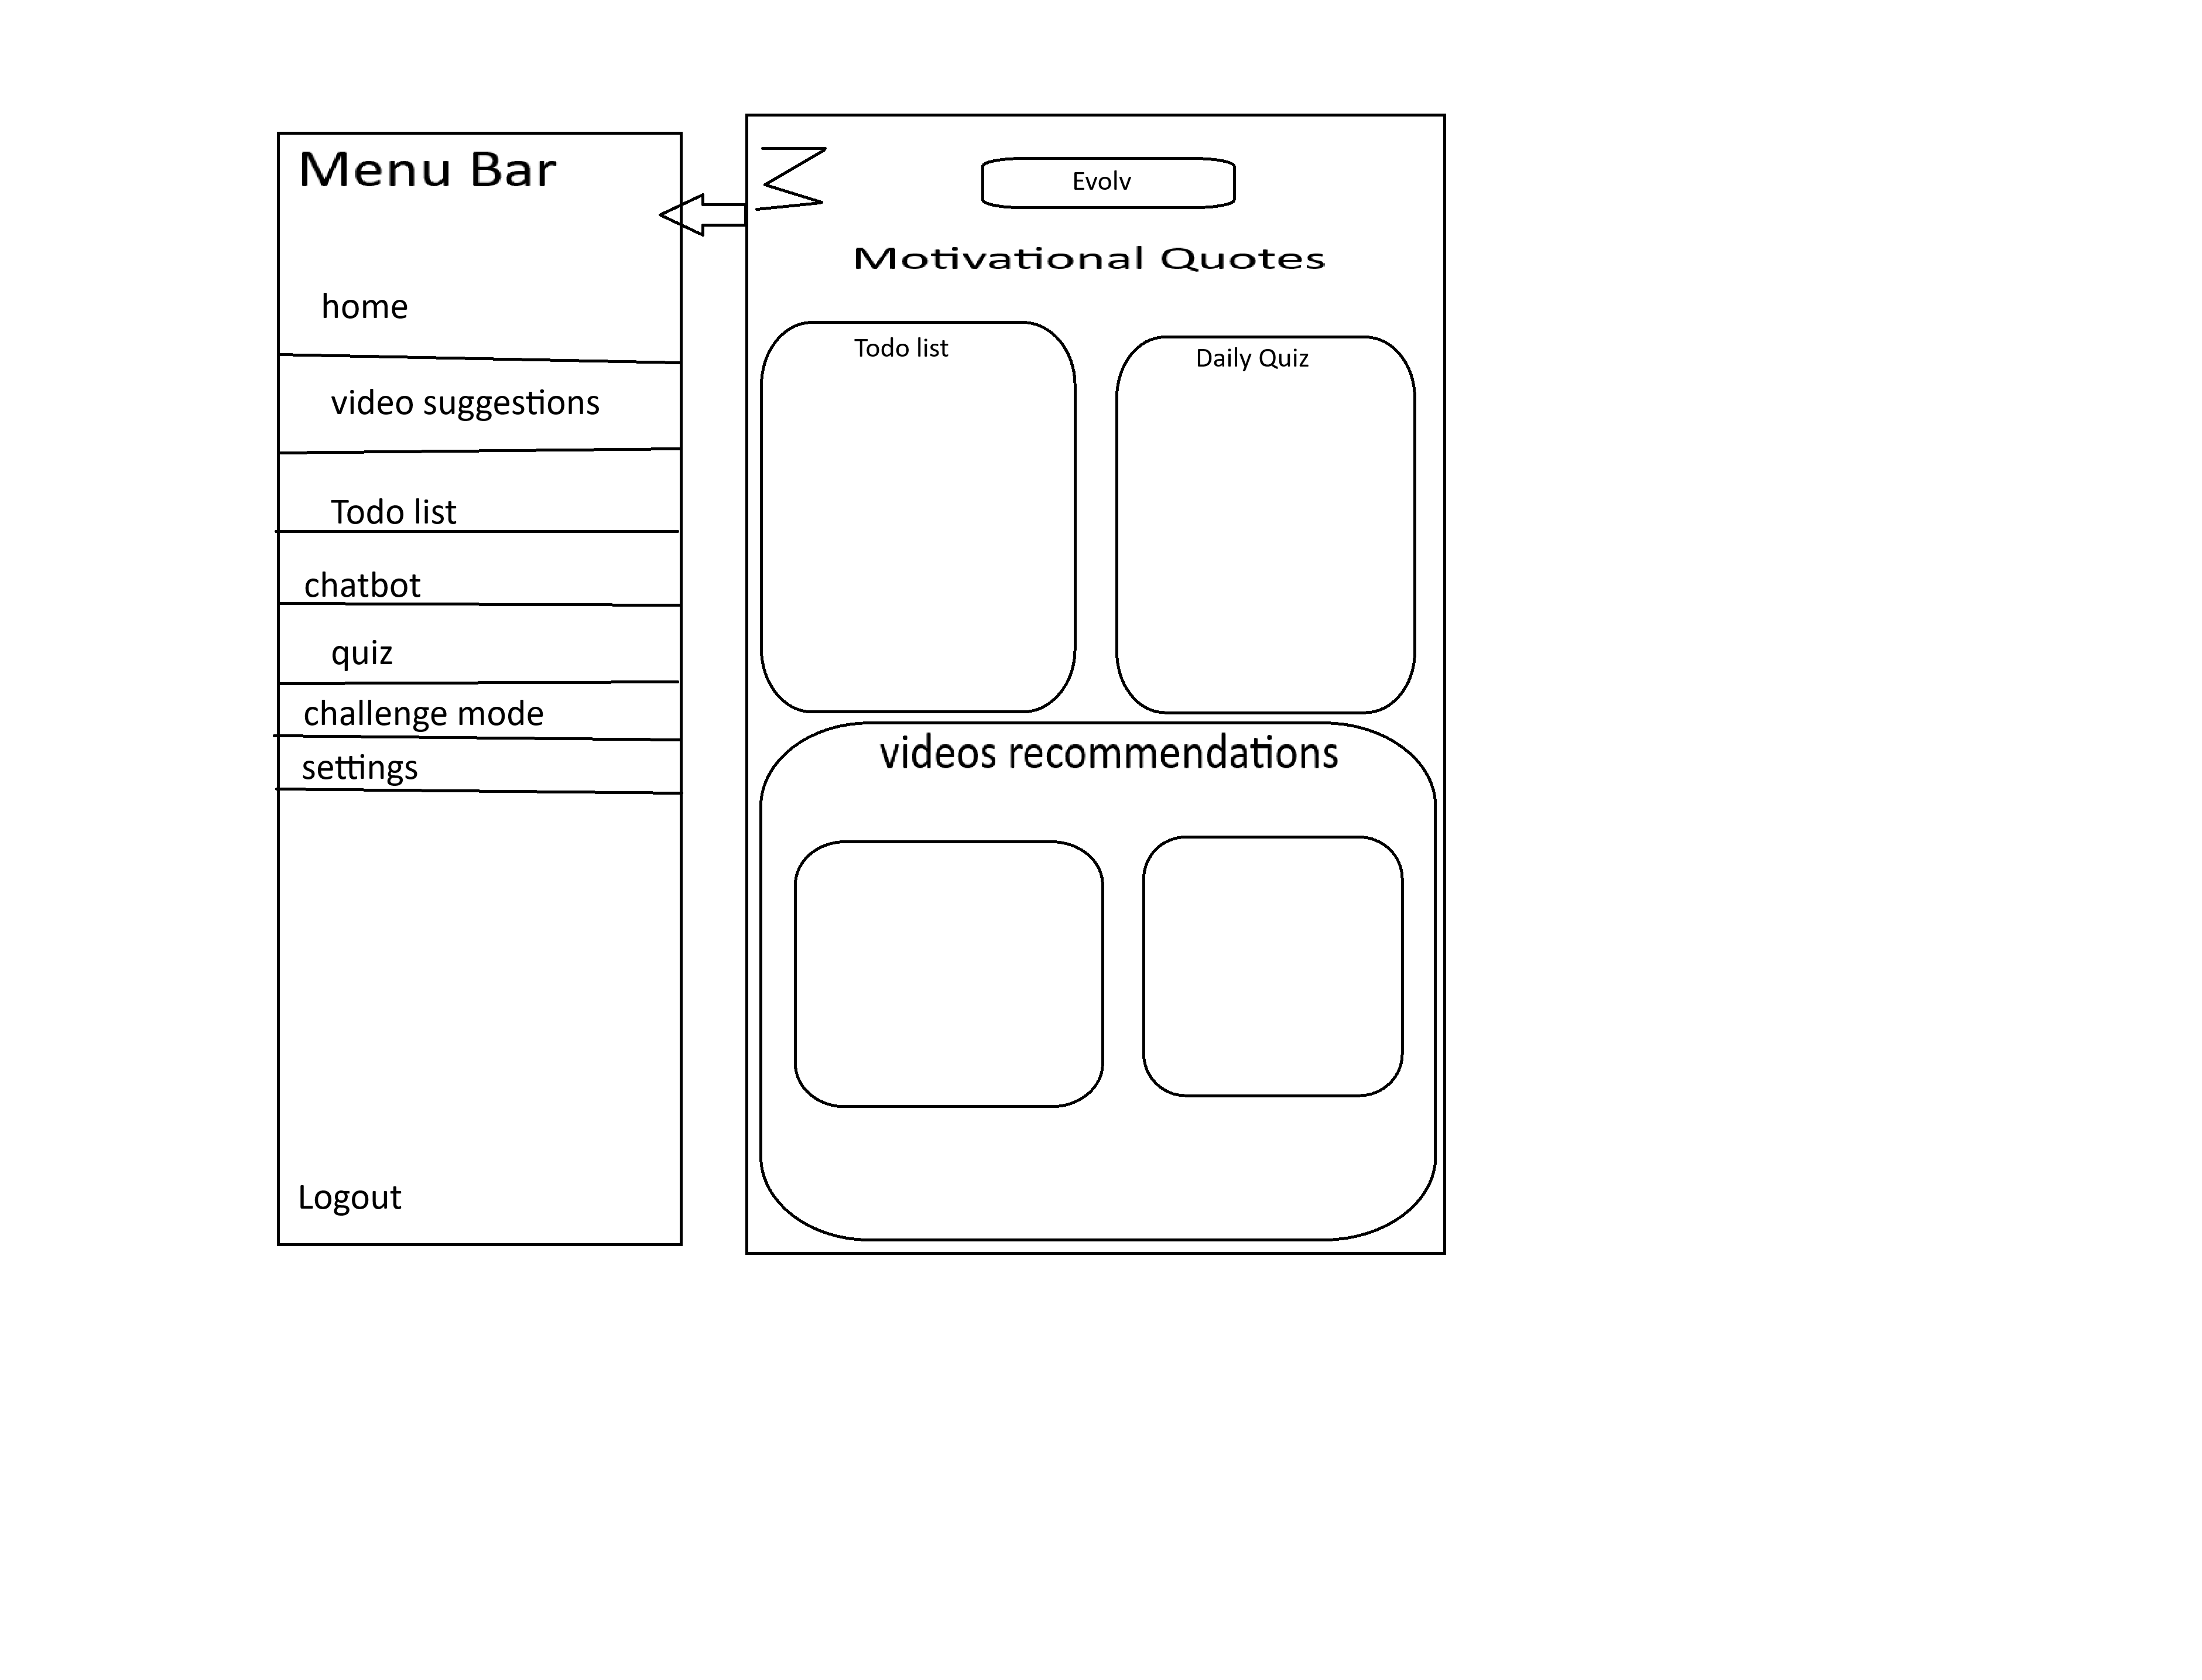 Menu Bar
home
video suggestions
Todo list
chatbot
quiz
challenge mode
settings
Logout
Evolv
Motivational Quotes
Todo list
Daily Quiz
videos recommendations